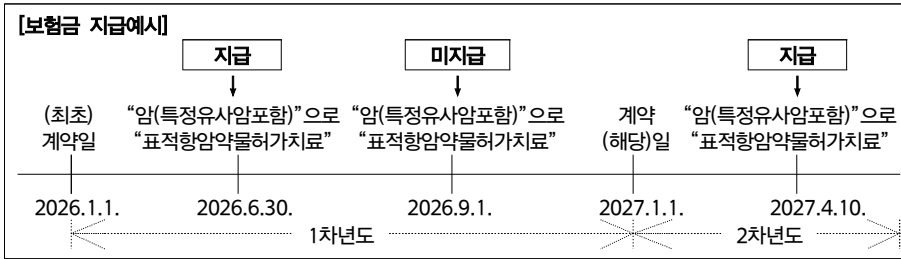 [보험금 지급예시]
지급 미지급 지급
(최초) “암(특정유사암포함)”으로 “암(특정유사암포함)”으로 계약 “암(특정유사암포함)”으로
계약일 “표적항암약물허가치료” “표적항암약물허가치료” (해당)일 “표적항암약물허가치료”
2026.1.1. 2026.6.30. 2026.9.1. 2027.1.1. 2027.4.10.
1차년도 2차년도